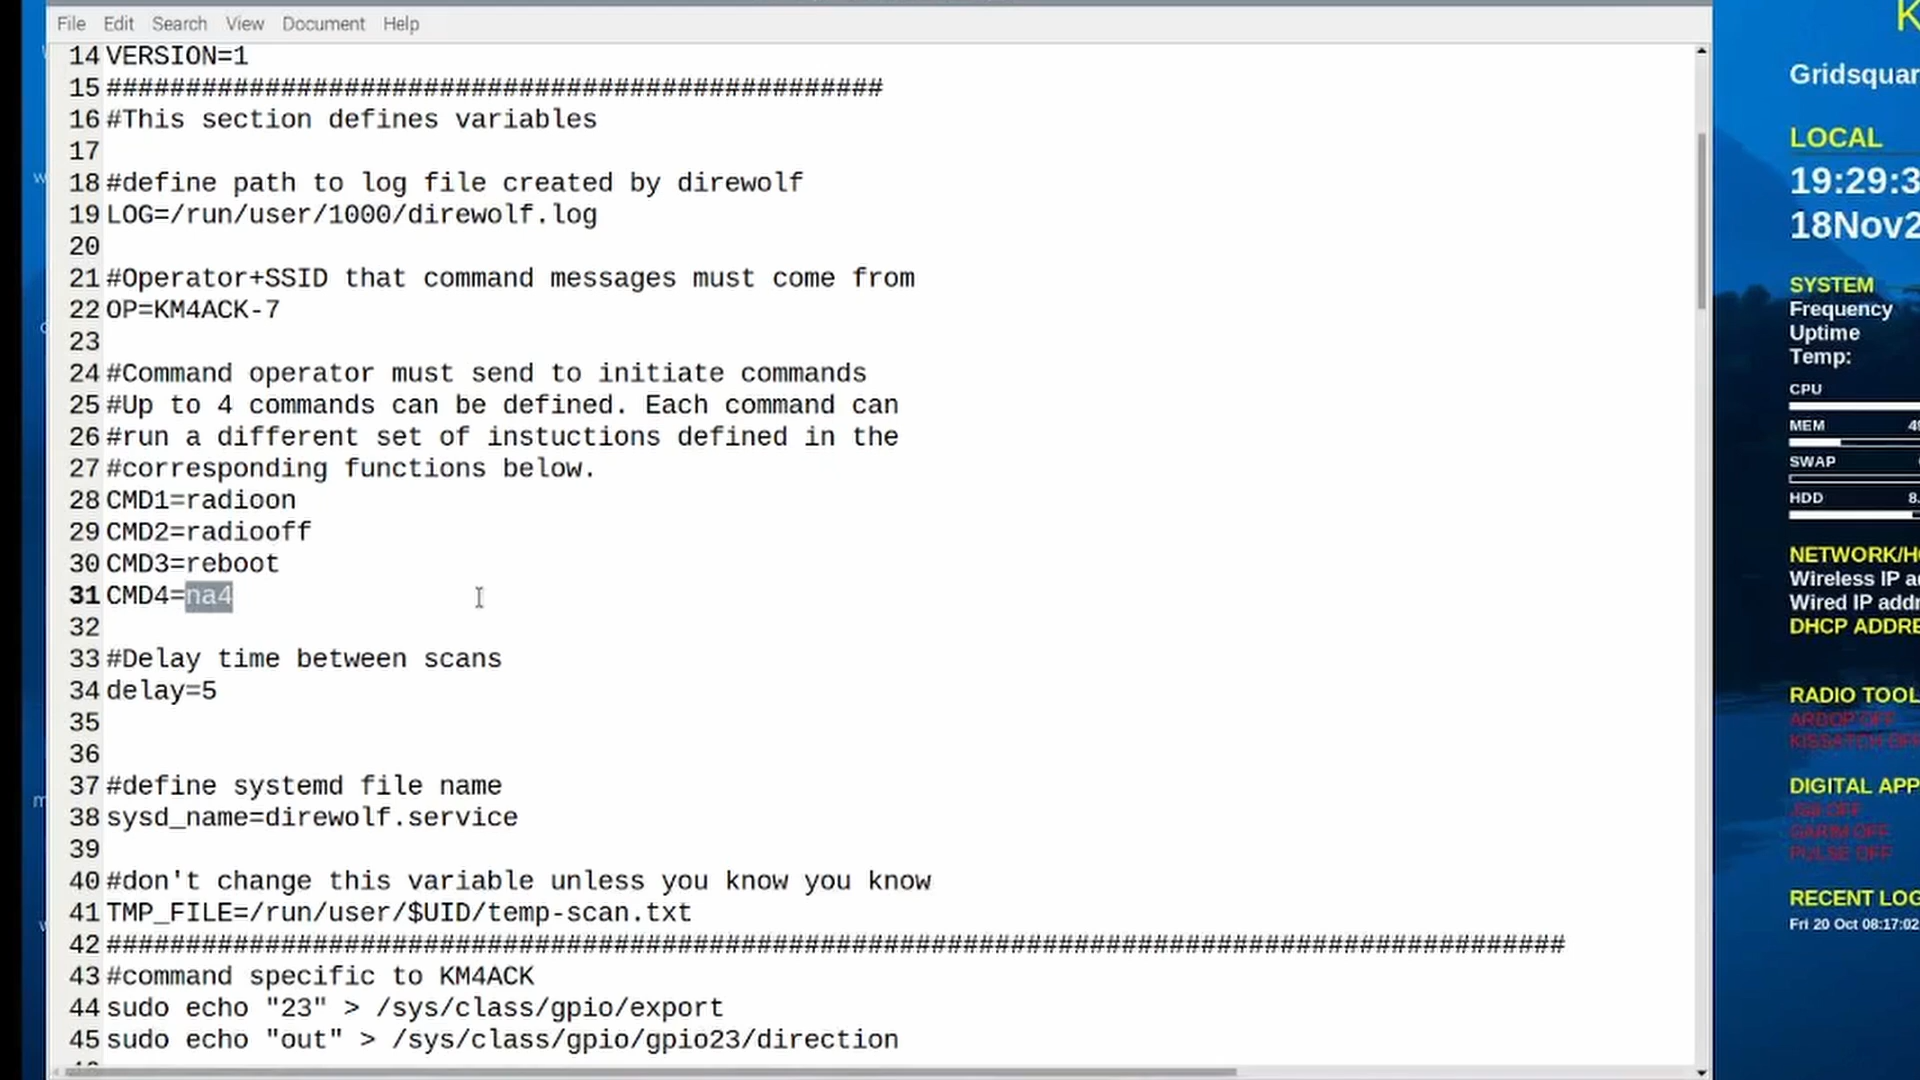 File Edit Search View Document Help
14 VERSION=1
15 #################################################
16 #This section defines variables
17
18 #define path to log file created by direwolf
19 LOG=/run/user/1000/direwolf.log
20
21 #Operator+SSID that command messages must come from
22 OP=KM4ACK-7
23
24 #Command operator must send to initiate commands
25 #Up to 4 commands can be defined. Each command can
26 #run a different set of instuctions defined in the
27 #corresponding functions below.
28 CMD1=radioon
29 CMD2=radiooff
30 CMD3=reboot
31 CMD4=na4
32
33 #Delay time between scans
34 delay=5
35
36
37 #define systemd file name
38 sysd_name=direwolf.service
39
40 #don't change this variable unless you know you know
41 TMP_FILE=/run/user/$UID/temp-scan.txt
42 ############################################################################################
43 #command specific to KM4ACK
44 sudo echo "23" > /sys/class/gpio/export
45 sudo echo "out" > /sys/class/gpio/gpio23/direction
K
Gridsquar
LOCAL
19:29:3
18Nov2
SYSTEM
Frequency
Uptime
Temp:
CPU
MEM 4
SWAP
HDD 8.
NETWORK/H
Wireless IP a
Wired IP addr
DHCP ADDRE
RADIO TOOL
ARDOP OFF
DIGITAL APP
GARIM OFF
PULSE OFF
RECENT LOG
Fri 20 Oct 08:17:02